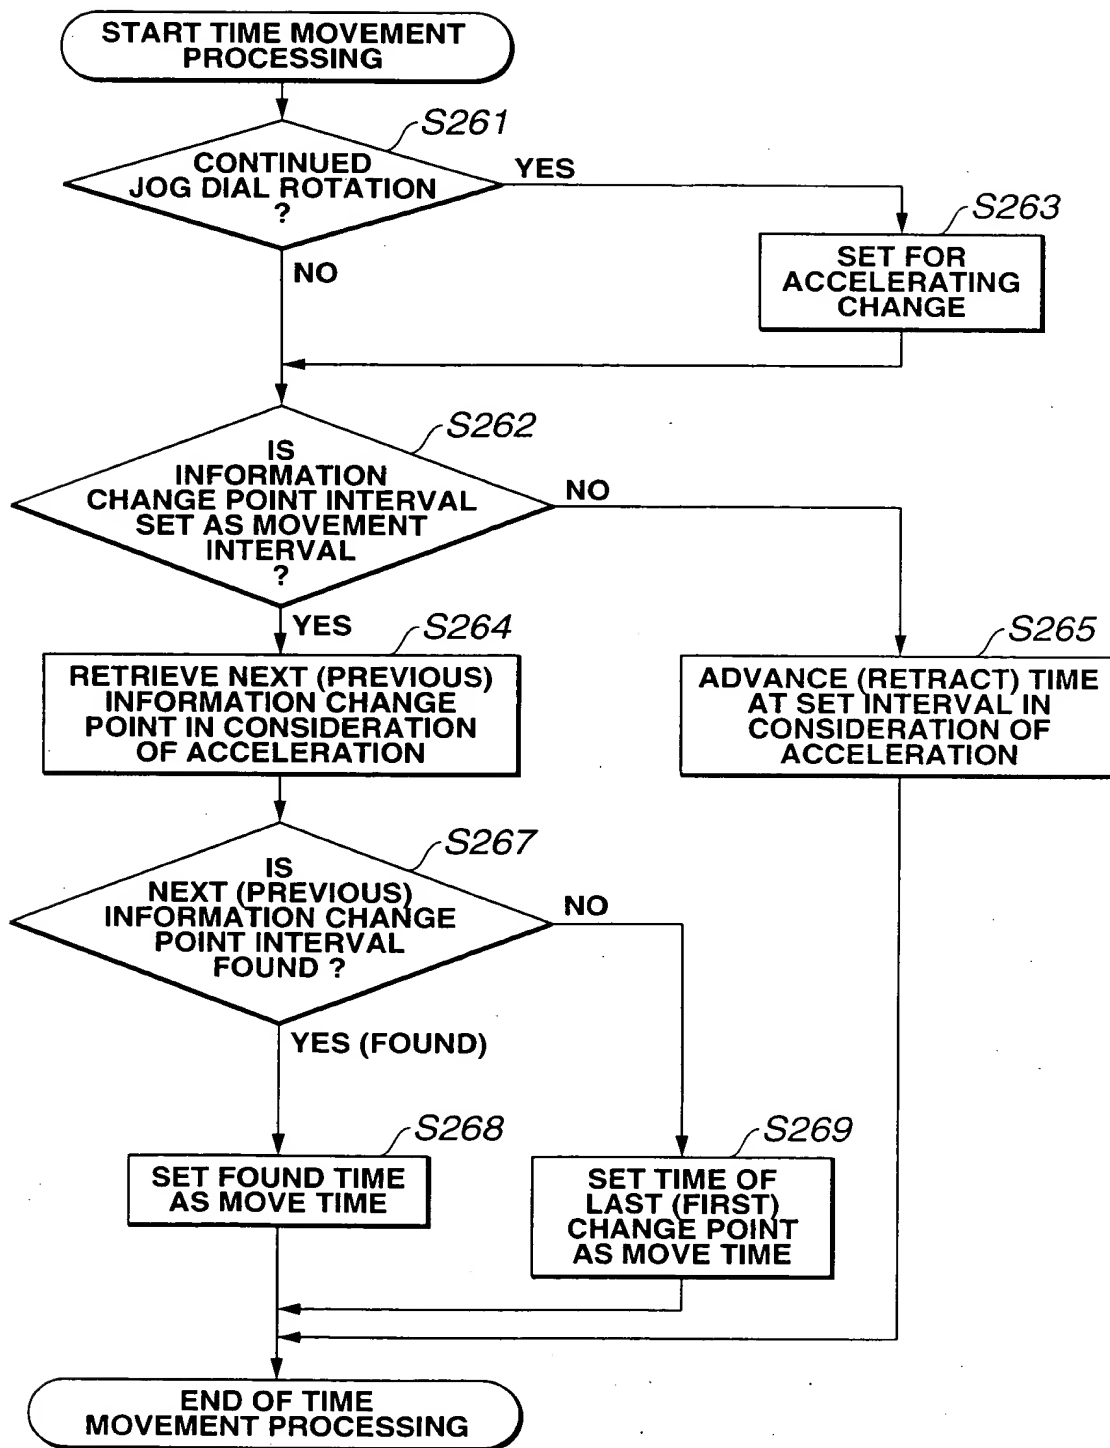 START TIME MOVEMENT
PROCESSING
S261
CONTINUED
JOG DIAL ROTATION
?
YES
NO
S263
SET FOR
ACCELERATING
CHANGE
S262
IS
INFORMATION
CHANGE POINT INTERVAL
SET AS MOVEMENT
INTERVAL
?
NO
YES
S264
RETRIEVE NEXT (PREVIOUS)
INFORMATION CHANGE
POINT IN CONSIDERATION
OF ACCELERATION
S265
ADVANCE (RETRACT) TIME
AT SET INTERVAL IN
CONSIDERATION OF
ACCELERATION
S267
IS
NEXT (PREVIOUS)
INFORMATION CHANGE
POINT INTERVAL
FOUND ?
NO
YES (FOUND)
S268
SET FOUND TIME
AS MOVE TIME
S269
SET TIME OF
LAST (FIRST)
CHANGE POINT
AS MOVE TIME
END OF TIME
MOVEMENT PROCESSING